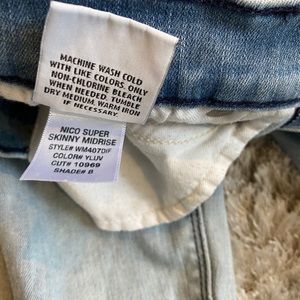 MACHINE WASH COLD
WITH LIKE COLORS. ONLY
NON-CHLORINE BLEACH
WHEN NEEDED. TUMBLE
DRY MEDIUM. WARM IRON
IF NECESSARY.
NICO SUPER
SKINNY MIDRISE
STYLE# WM407DIF
COLOR# YLUV
CUT# 10969
SHADE# B